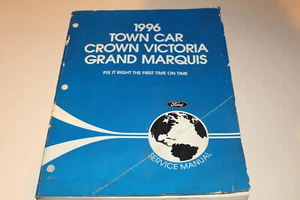 1996
TOWN CAR
CROWN VICTORIA
GRAND MARQUIS
FIX IT RIGHT THE FIRST TIME ON TIME
Ford
SERVICE MANUAL